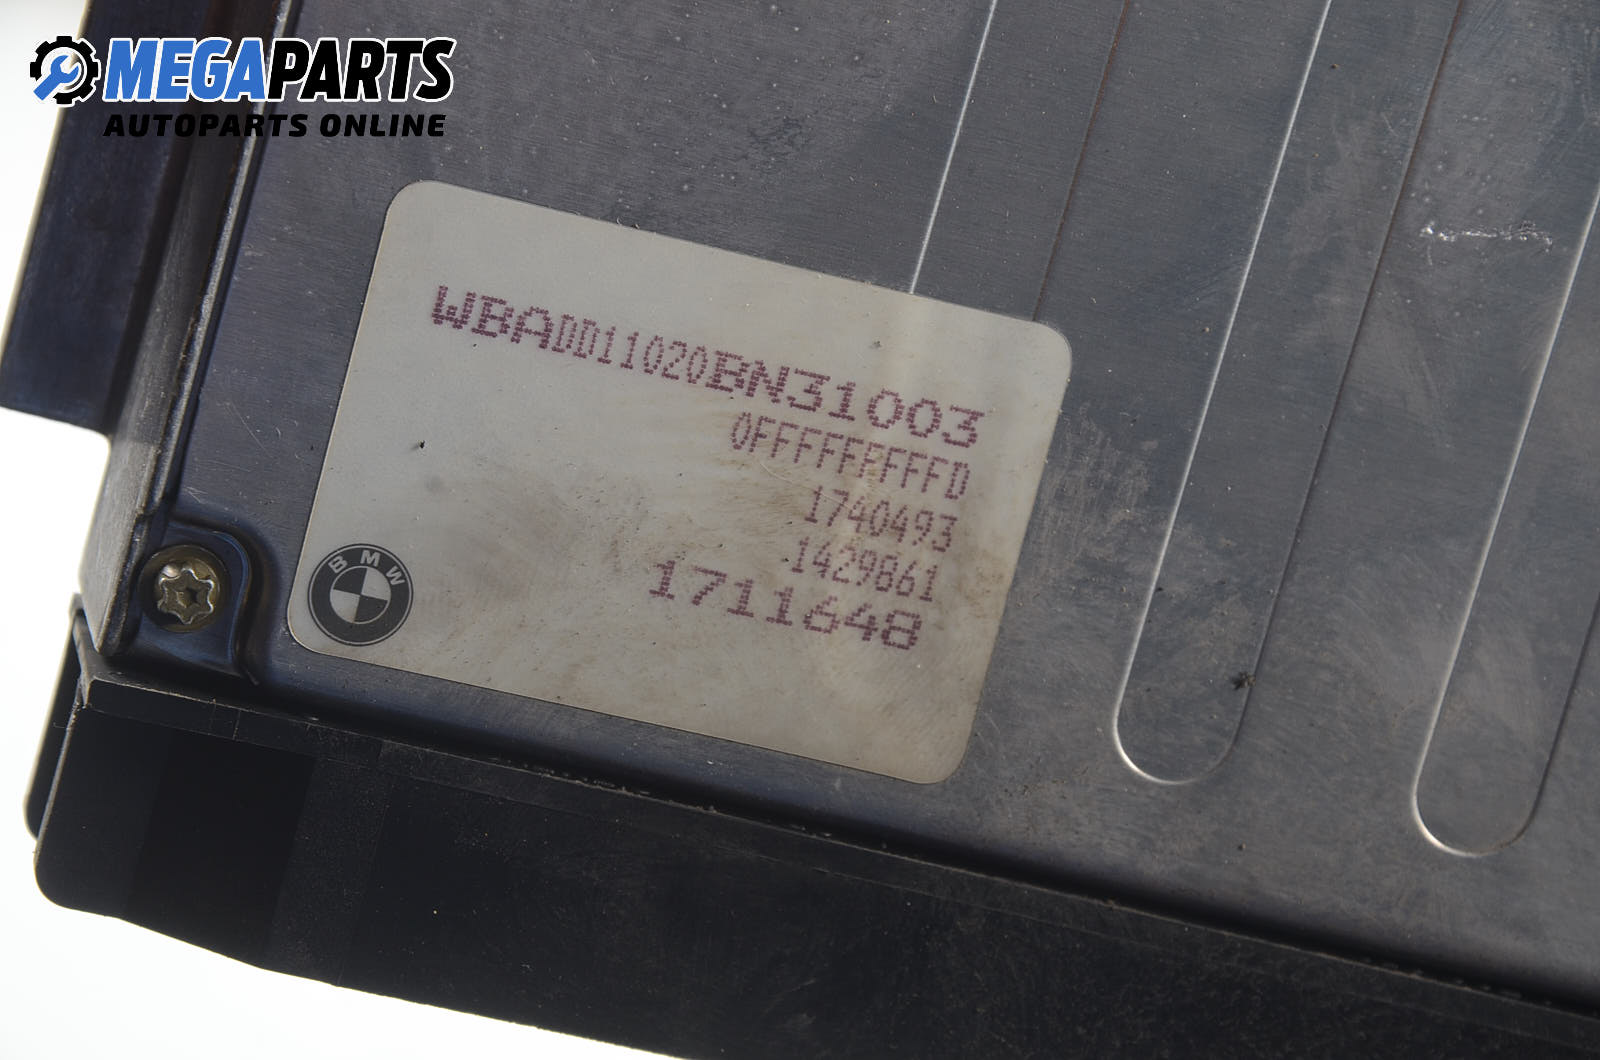 MEGAPARTS
AUTOPARTS ONLINE
WBADD11020BN31003
0FFFFFFFFFD
1740493
1429861
1711648
BMW